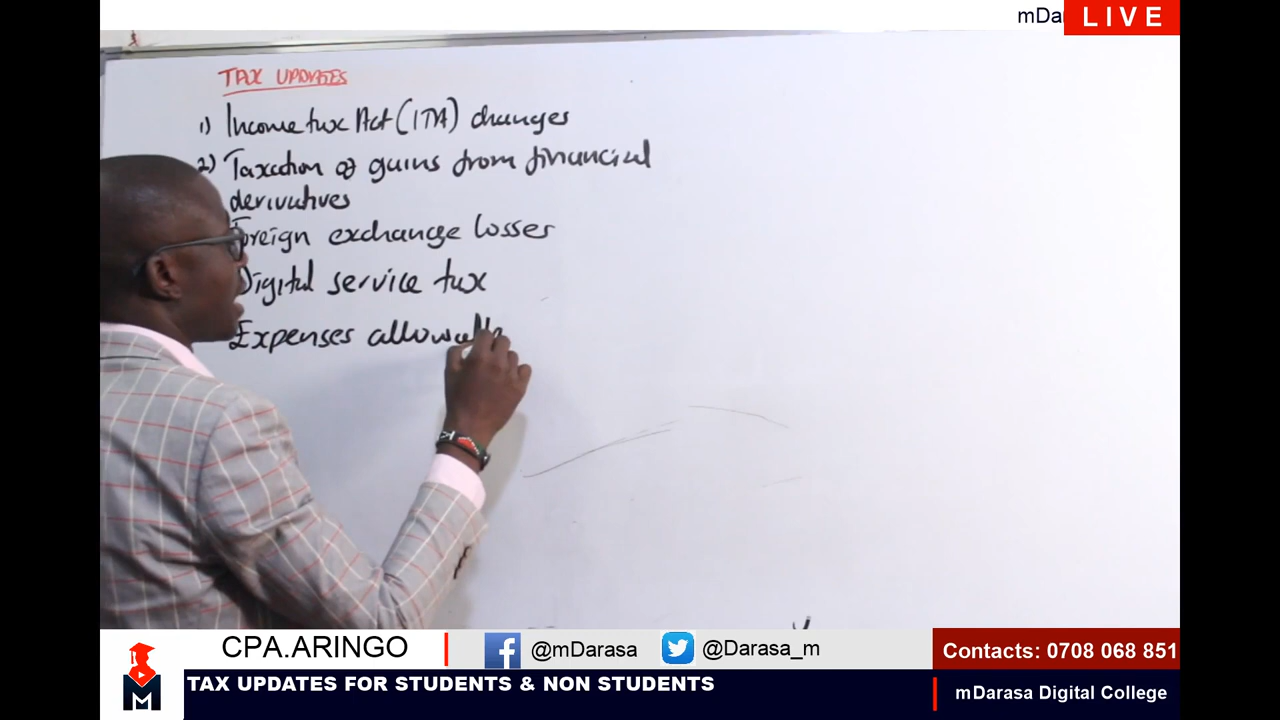 mDa
LIVE
TAX UPDATES
1) Income tax Act (ITA) changes
2) Taxation of gains from financial
derivatives
Foreign exchange losses
Digital service tax
Expenses
CPA.ARINGO
@mDarasa
@Darasa_m
Contacts: 0708 068 851
TAX UPDATES FOR STUDENTS & NON STUDENTS
mDarasa Digital College